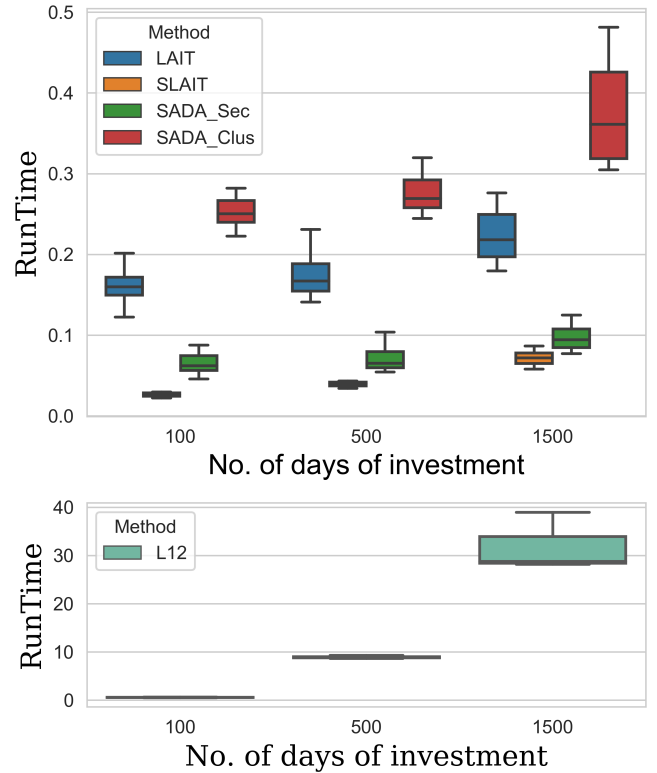 0.5
0.4
0.3
0.2
0.1
0.0
RunTime
Method
LAIT
SLAIT
SADA_Sec
SADA_Clus
100 500 1500
No. of days of investment
40
30
20
10
0
RunTime
Method
L12
100 500 1500
No. of days of investment